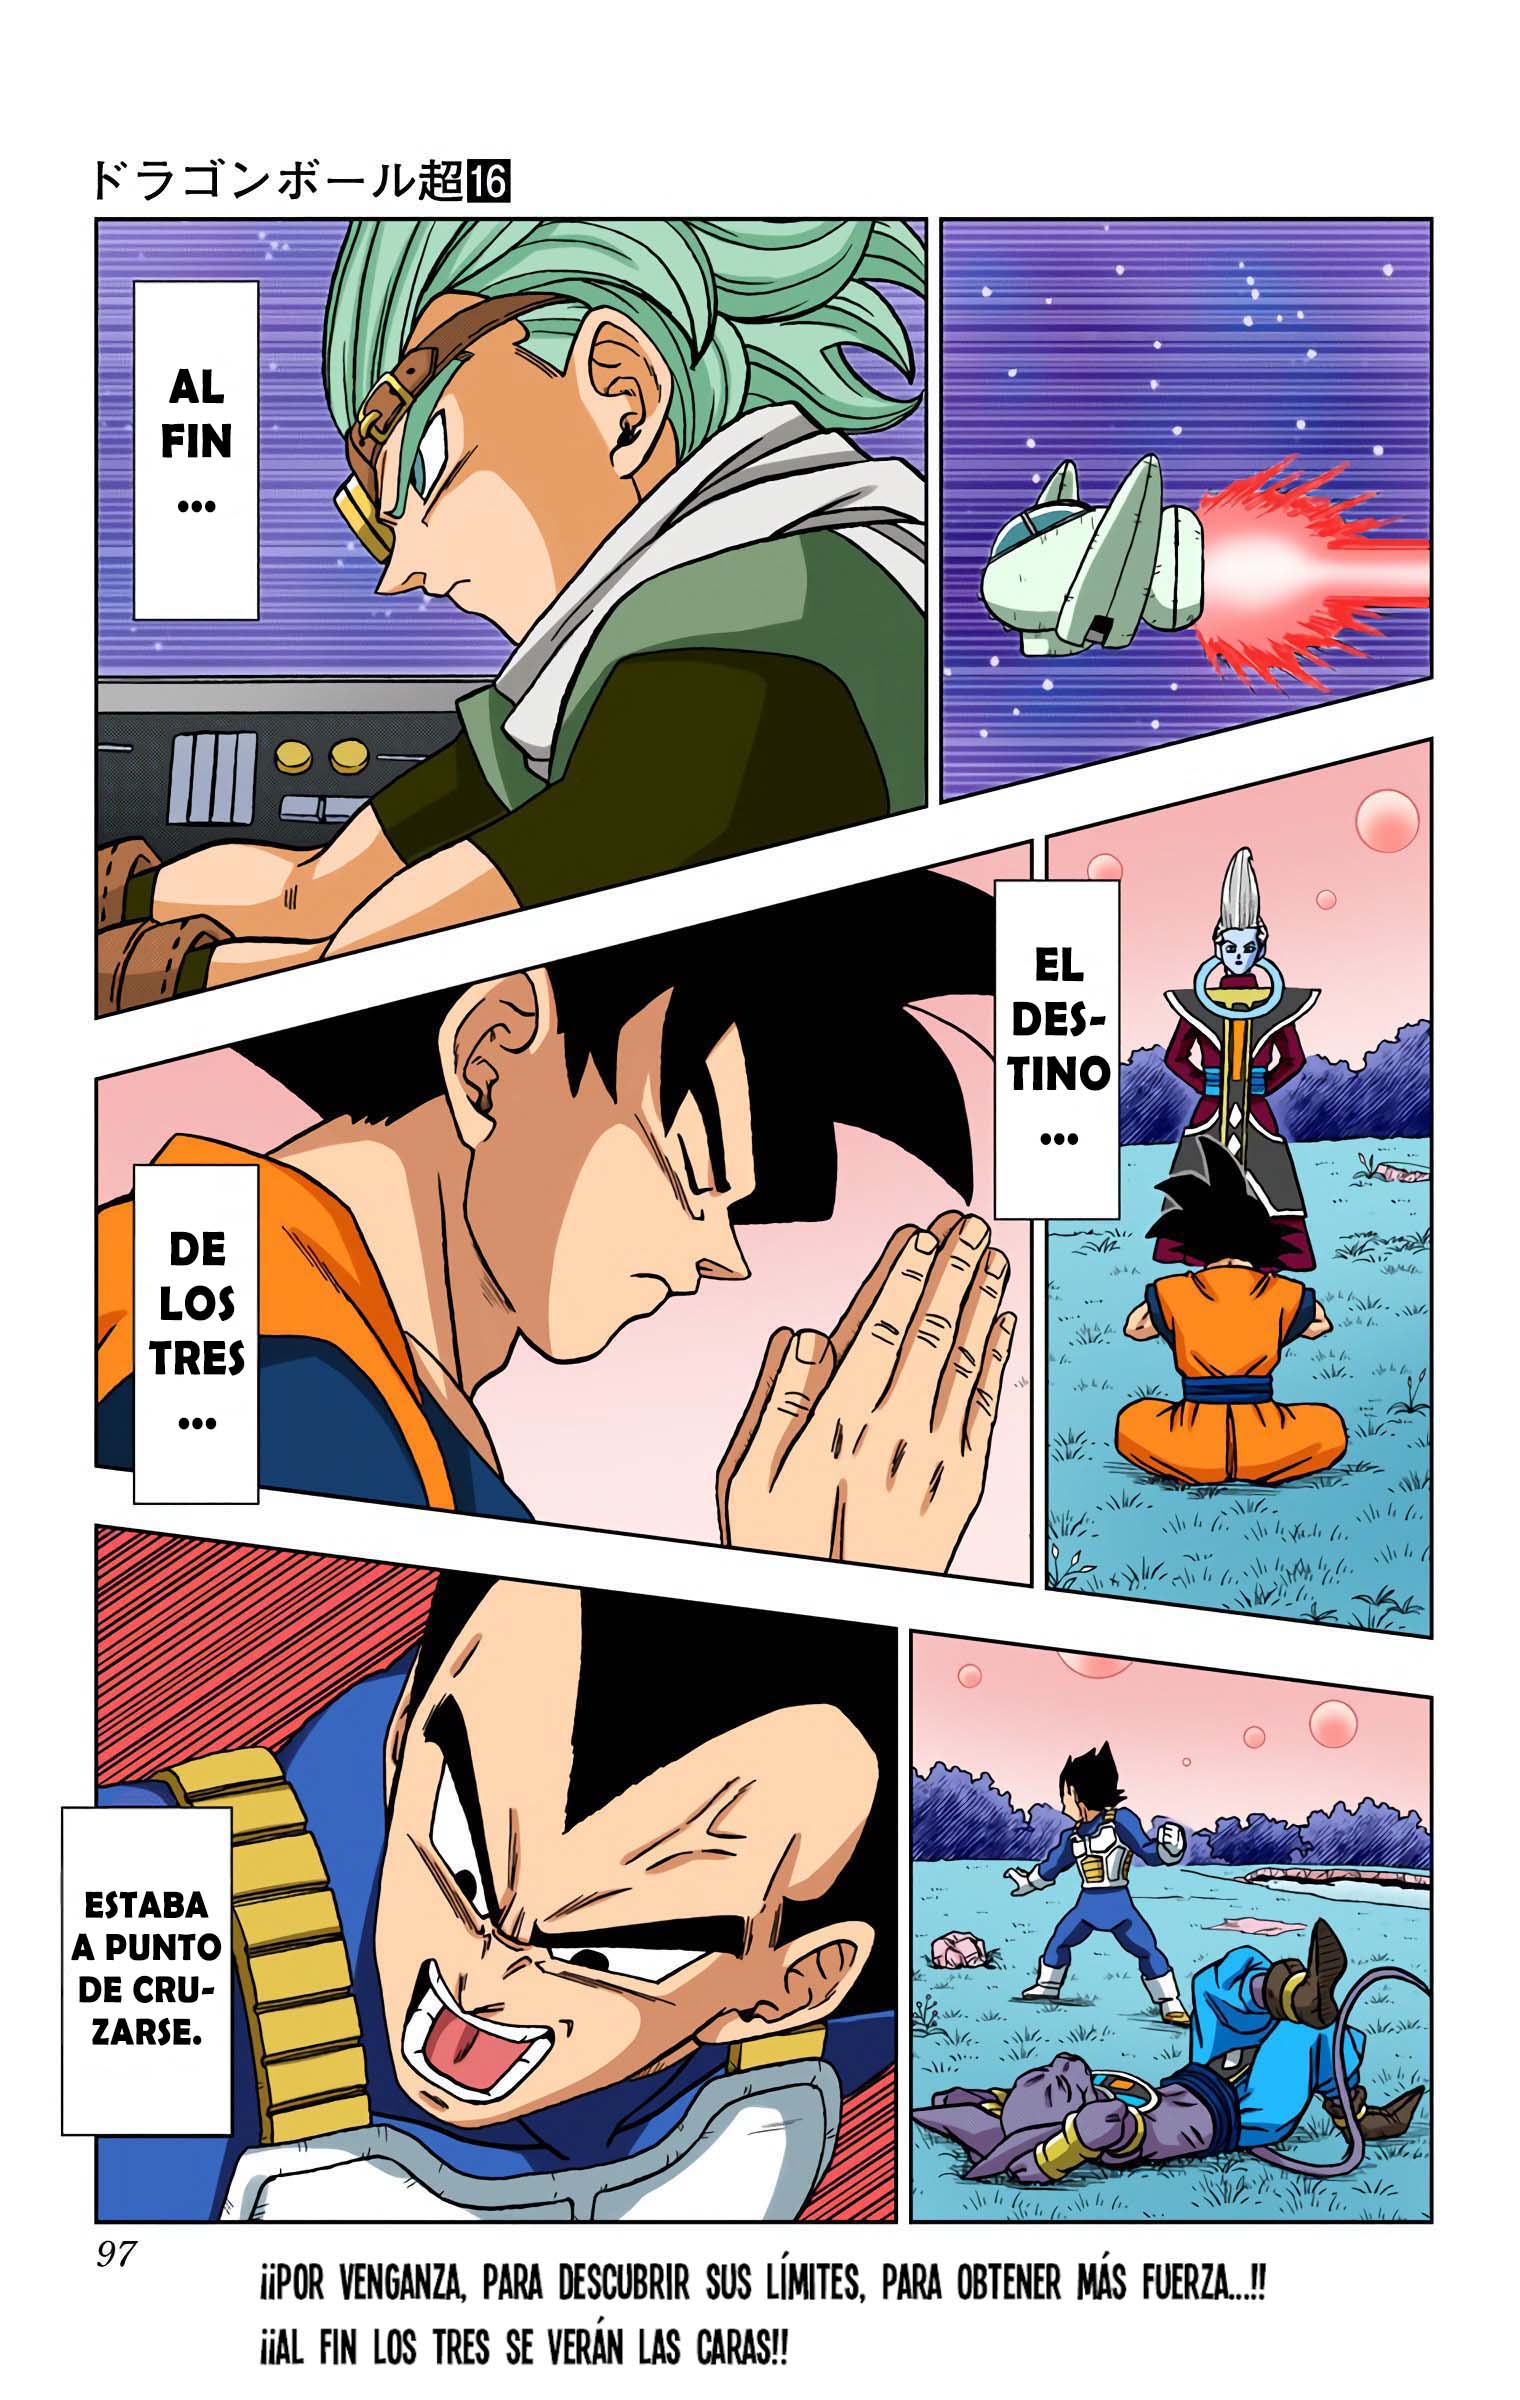 ドラゴンボール超16
AL
FIN
...
EL
DES-
TINO
...
DE
LOS
TRES
...
ESTABA
A PUNTO
DE CRU-
ZARSE.
97
¡¡POR VENGANZA, PARA DESCUBRIR SUS LÍMITES, PARA OBTENER MÁS FUERZA...!!
¡¡AL FIN LOS TRES SE VERÁN LAS CARAS!!